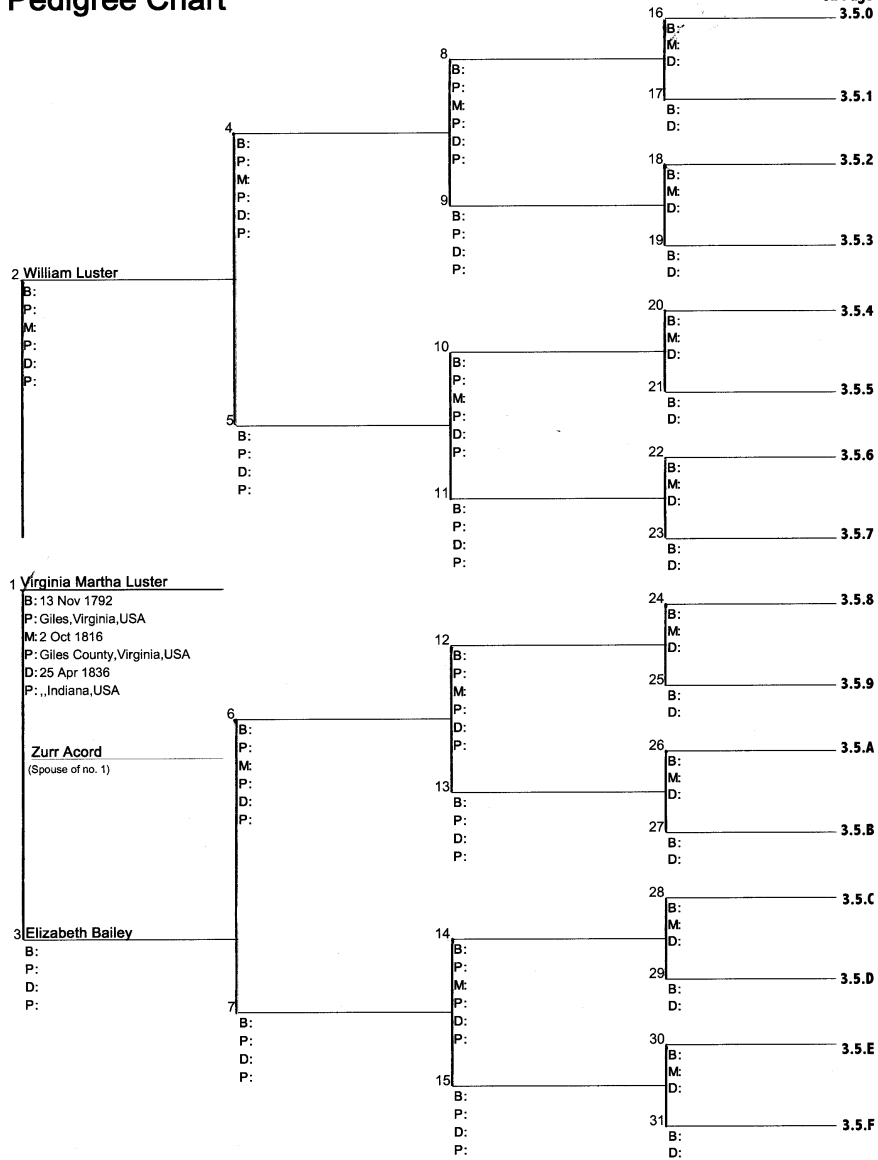 Pedigree Chart
2 William Luster
B:
P:
M:
P:
D:
P:
1 Virginia Martha Luster
B: 13 Nov 1792
P: Giles,Virginia,USA
M: 2 Oct 1816
P: Giles County,Virginia,USA
D: 25 Apr 1836
P: ,,Indiana,USA
Zurr Acord
(Spouse of no. 1)
3 Elizabeth Bailey
B:
P:
D:
P:
4
B:
P:
M:
P:
D:
P:
5
B:
P:
D:
P:
6
B:
P:
M:
P:
D:
P:
7
B:
P:
D:
P:
8
B:
P:
M:
P:
D:
P:
9
B:
P:
D:
P:
10
B:
P:
M:
P:
D:
P:
11
B:
P:
D:
P:
12
B:
P:
M:
P:
D:
P:
13
B:
P:
D:
P:
14
B:
P:
M:
P:
D:
P:
15
B:
P:
D:
P:
16 3.5.0
B:
M:
D:
17 3.5.1
B:
D:
18 3.5.2
B:
M:
D:
19 3.5.3
B:
D:
20 3.5.4
B:
M:
D:
21 3.5.5
B:
D:
22 3.5.6
B:
M:
D:
23 3.5.7
B:
D:
24 3.5.8
B:
M:
D:
25 3.5.9
B:
D:
26 3.5.A
B:
M:
D:
27 3.5.B
B:
D:
28 3.5.C
B:
M:
D:
29 3.5.D
B:
D:
30 3.5.E
B:
M:
D:
31 3.5.F
B:
D: